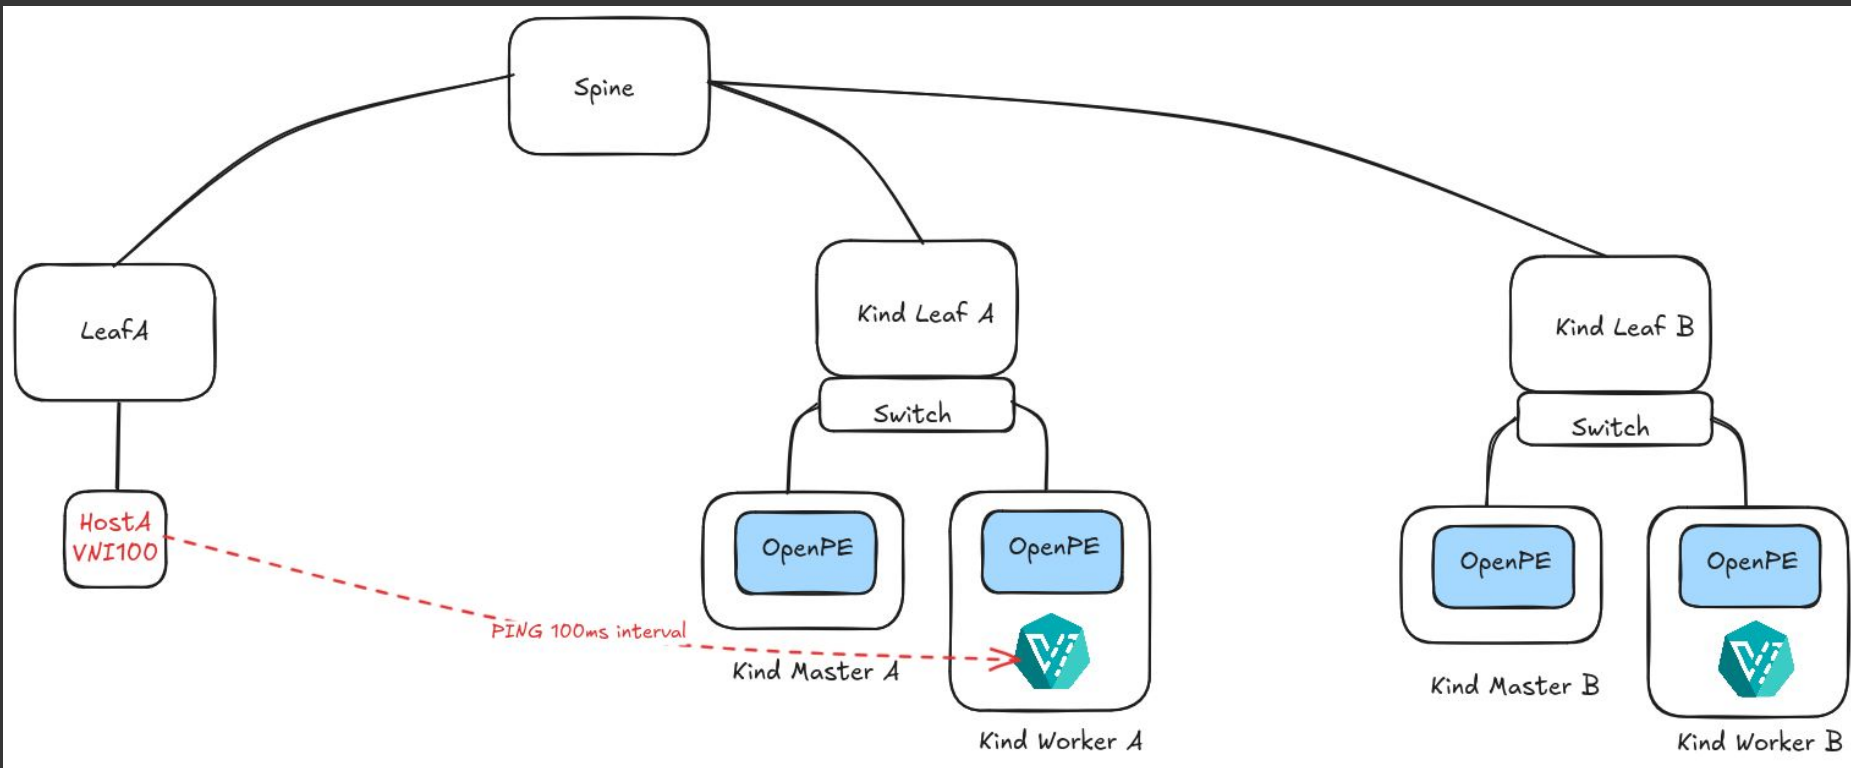 Spine
LeafA
Kind Leaf A
Kind Leaf B
Switch
Switch
HostA
VNI100
OpenPE
OpenPE
OpenPE
OpenPE
PING 100ms interval
Kind Master A
Kind Master B
Kind Worker A
Kind Worker B